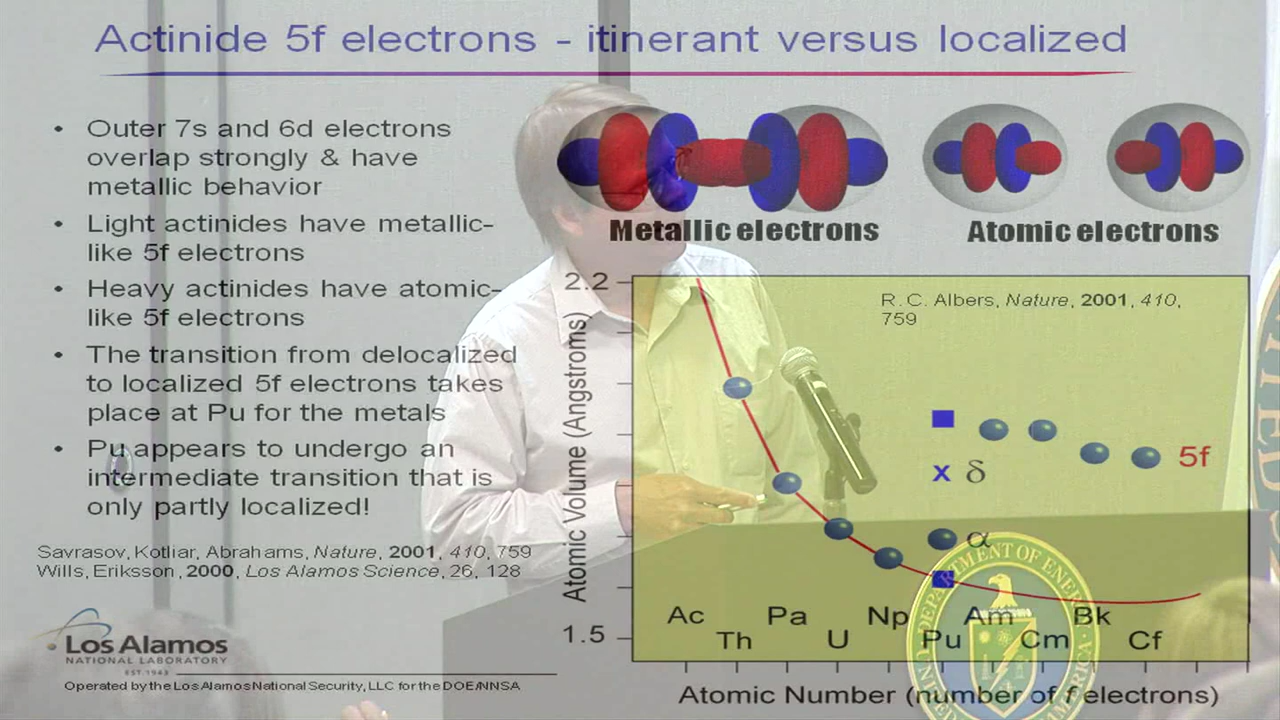 Actinide 5f electrons - itinerant versus localized
• Outer 7s and 6d electrons
overlap strongly & have
metallic behavior
• Light actinides have metallic-
like 5f electrons
• Heavy actinides have atomic-
like 5f electrons
• The transition from delocalized
to localized 5f electrons takes
place at Pu for the metals
• Pu appears to undergo an
intermediate transition that is
only partly localized!
Savrasov, Kotliar, Abrahams, Nature, 2001, 410, 759
Wills, Eriksson, 2000, Los Alamos Science, 26, 128
Los Alamos
NATIONAL LABORATORY
EST. 1943
Operated by the Los Alamos National Security, LLC for the DOE/NNSA
Metallic electrons
Atomic electrons
2.2
R. C. Albers, Nature, 2001, 410,
759
Atomic Volume (Angstroms)
5f
x δ
α
Ac Pa Np Am Bk
Th U Pu Cm Cf
1.5
Atomic Number (number of f electrons)
DEPARTMENT OF ENERGY
AMERICA